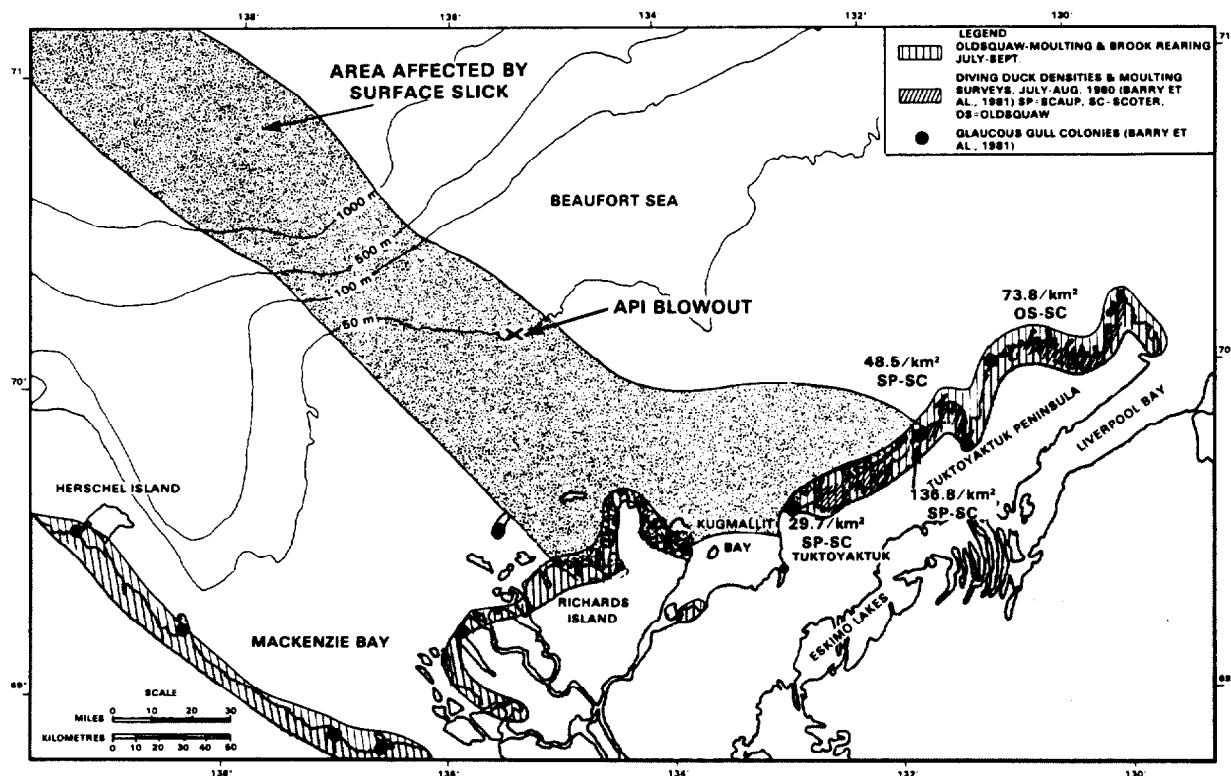 138°
136°
134°
132°
130°
71
71
LEGEND
OLDSQUAW-MOULTING & BROOK REARING
JULY-SEPT.
DIVING DUCK DENSITIES & MOULTING
SURVEYS, JULY-AUG. 1980 (BARRY ET
AL., 1981) SP=SCAUP, SC-SCOTER,
OS=OLDSQUAW
GLAUCOUS GULL COLONIES (BARRY ET
AL., 1981)
AREA AFFECTED BY
SURFACE SLICK
BEAUFORT SEA
1000 m
500 m
100 m
50 m
API BLOWOUT
73.8/km²
OS-SC
70°
70
48.5/km²
SP-SC
TUKTOYAKTUK PENINSULA
LIVERPOOL BAY
HERSCHEL ISLAND
136.8/km²
SP-SC
KUGMALLIT
BAY
29.7/km²
SP-SC
TUKTOYAKTUK
RICHARDS
ISLAND
MACKENZIE BAY
ESKIMO LAKES
69°
69
SCALE
MILES 0 10 20 30
KILOMETRES 0 10 20 30 40 50
138°
136°
134°
132°
130°